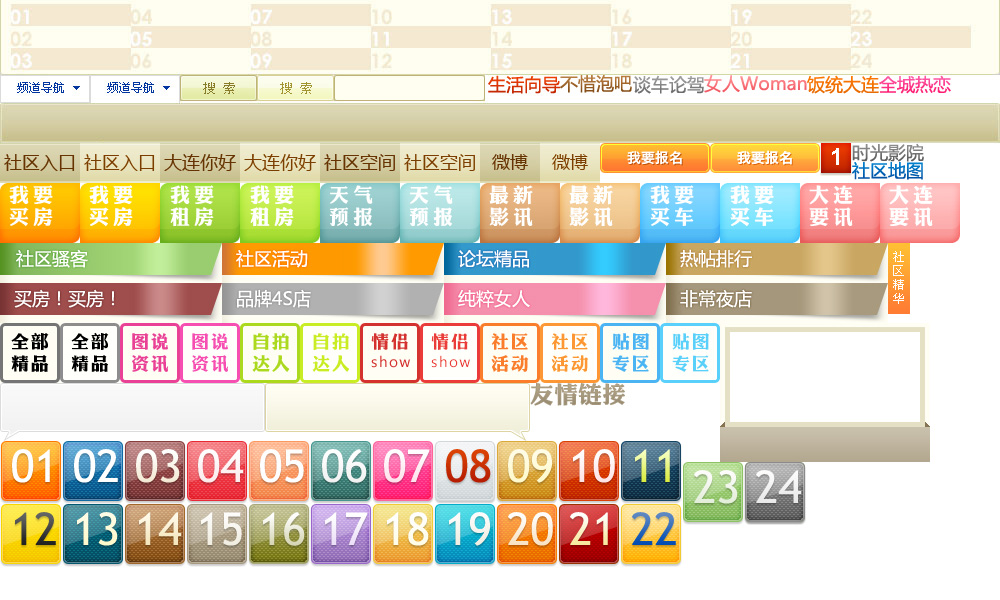 01 04 07 10 13 16 19 22
02 05 08 11 14 17 20 23
03 06 09 12 15 18 21 24
频道导航 频道导航 搜 索 搜 索 生活向导 不惜泡吧 谈车论驾 女人Woman 饭统大连 全城热恋
社区入口 社区入口 大连你好 大连你好 社区空间 社区空间 微博 微博 我要报名 我要报名 1 时光影院
社区地图
我要 我要 我要 我要 天气 天气 最新 最新 我要 我要 大连 大连
买房 买房 租房 租房 预报 预报 影讯 影讯 买车 买车 要讯 要讯
社区骚客 社区活动 论坛精品 热帖排行 社区精华
买房！买房！ 品牌4S店 纯粹女人 非常夜店
全部 全部 图说 图说 自拍 自拍 情侣 情侣 社区 社区 贴图 贴图
精品 精品 资讯 资讯 达人 达人 show show 活动 活动 专区 专区
友情链接
01 02 03 04 05 06 07 08 09 10 11 23 24
12 13 14 15 16 17 18 19 20 21 22